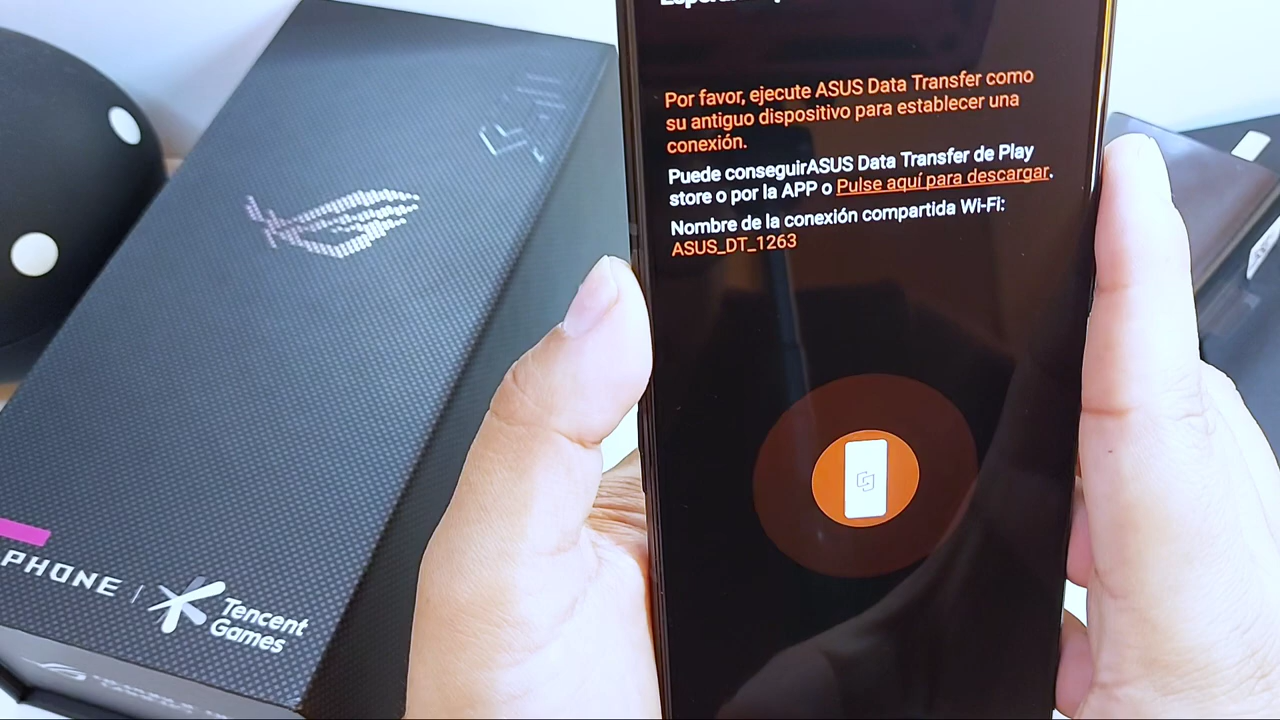 Por favor, ejecute ASUS Data Transfer como
su antiguo dispositivo para establecer una
conexión.
Puede conseguirASUS Data Transfer de Play
store o por la APP o Pulse aquí para descargar.
Nombre de la conexión compartida Wi-Fi:
ASUS_DT_1263
PHONE | Tencent
Games